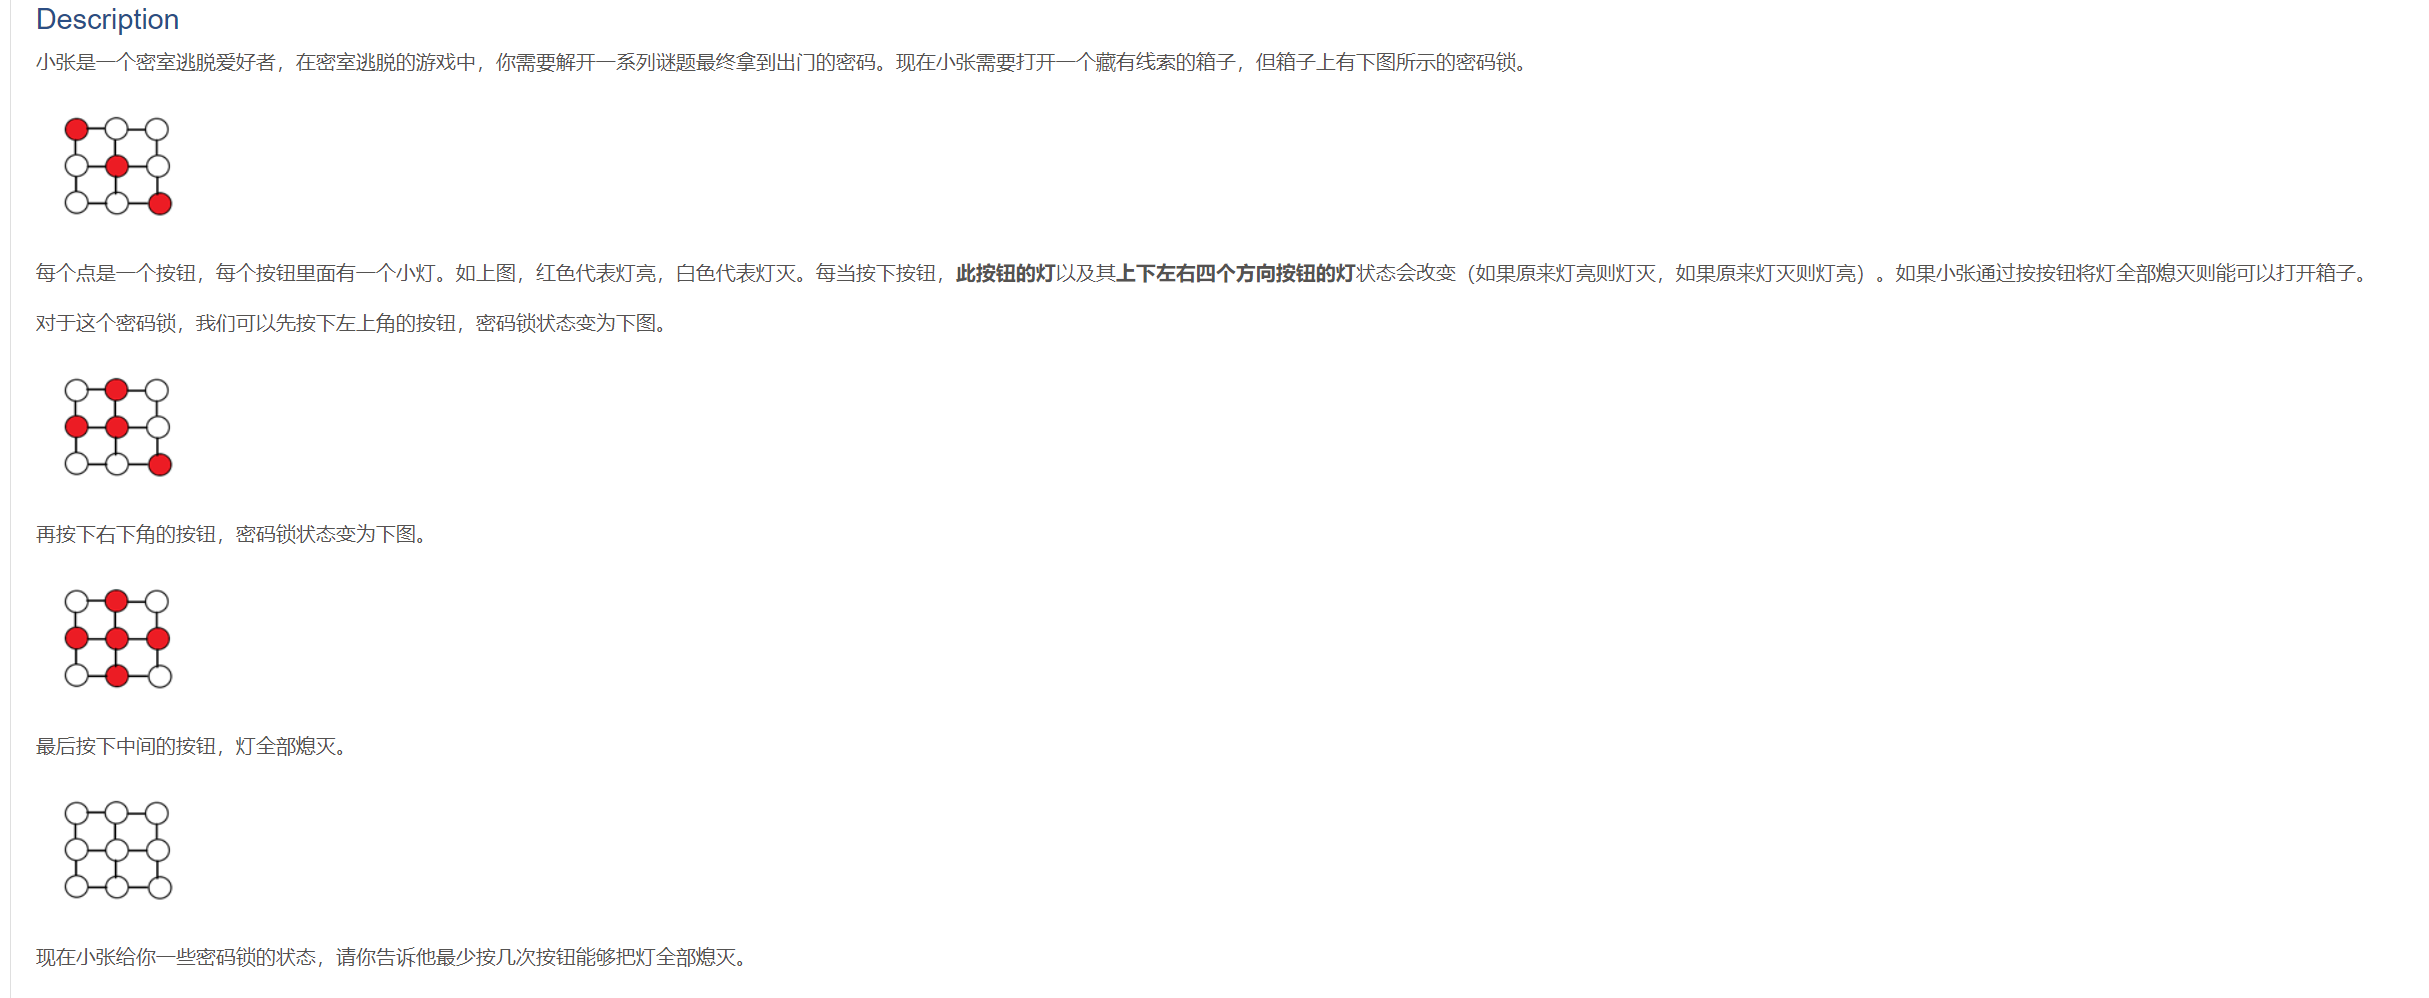 Description
小张是一个密室逃脱爱好者，在密室逃脱的游戏中，你需要解开一系列谜题最终拿到出门的密码。现在小张需要打开一个藏有线索的箱子，但箱子上有下图所示的密码锁。
每个点是一个按钮，每个按钮里面有一个小灯。如上图，红色代表灯亮，白色代表灯灭。每当按下按钮，此按钮的灯以及其上下左右四个方向按钮的灯状态会改变（如果原来灯亮则灯灭，如果原来灯灭则灯亮）。如果小张通过按按钮将灯全部熄灭则能可以打开箱子。
对于这个密码锁，我们可以先按下左上角的按钮，密码锁状态变为下图。
再按下右下角的按钮，密码锁状态变为下图。
最后按下中间的按钮，灯全部熄灭。
现在小张给你一些密码锁的状态，请你告诉他最少按几次按钮能够把灯全部熄灭。